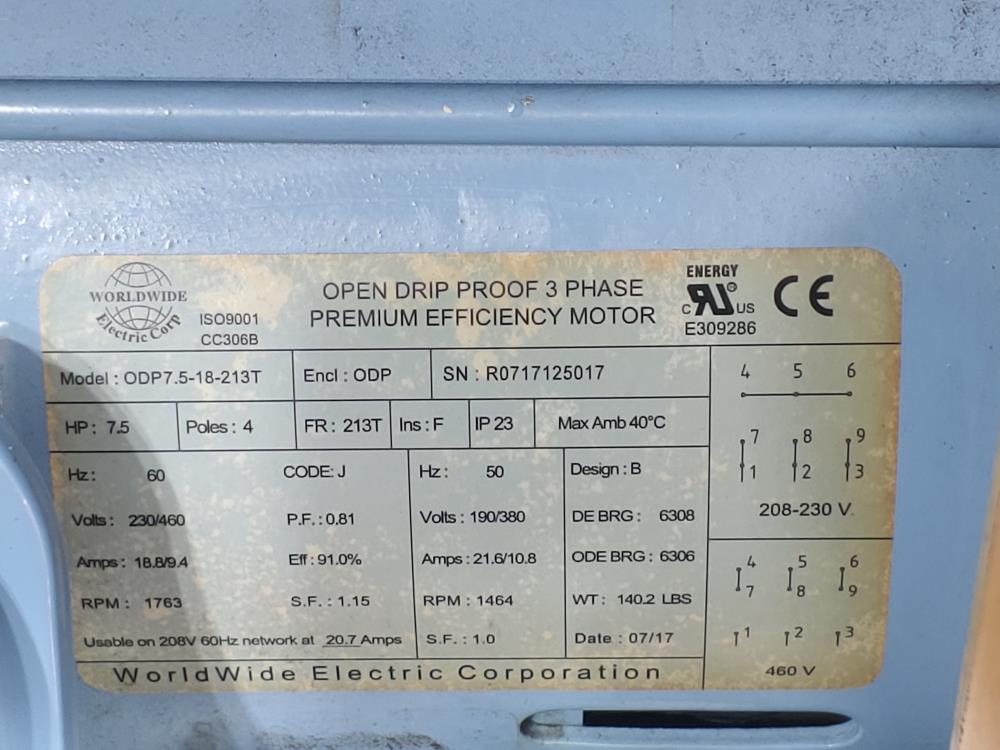 WORLDWIDE
Electric Corp
ISO9001
CC306B
OPEN DRIP PROOF 3 PHASE
PREMIUM EFFICIENCY MOTOR
ENERGY
c RU ® US
E309286
CE
Model : ODP7.5-18-213T Encl : ODP SN : R0717125017
HP : 7.5 Poles : 4 FR : 213T Ins : F IP 23 Max Amb 40°C
Hz : 60 CODE: J
Volts : 230/460 P.F. : 0.81
Amps : 18.8/9.4 Eff : 91.0%
RPM : 1763 S.F. : 1.15
Usable on 208V 60Hz network at 20.7 Amps
Hz : 50
Volts : 190/380
Amps : 21.6/10.8
RPM : 1464
S.F. : 1.0
Design : B
DE BRG : 6308
ODE BRG : 6306
WT : 140.2 LBS
Date : 07/17
4 5 6
7 8 9
1 2 3
208-230 V.
4 5 6
7 8 9
1 2 3
460 V
WorldWide Electric Corporation